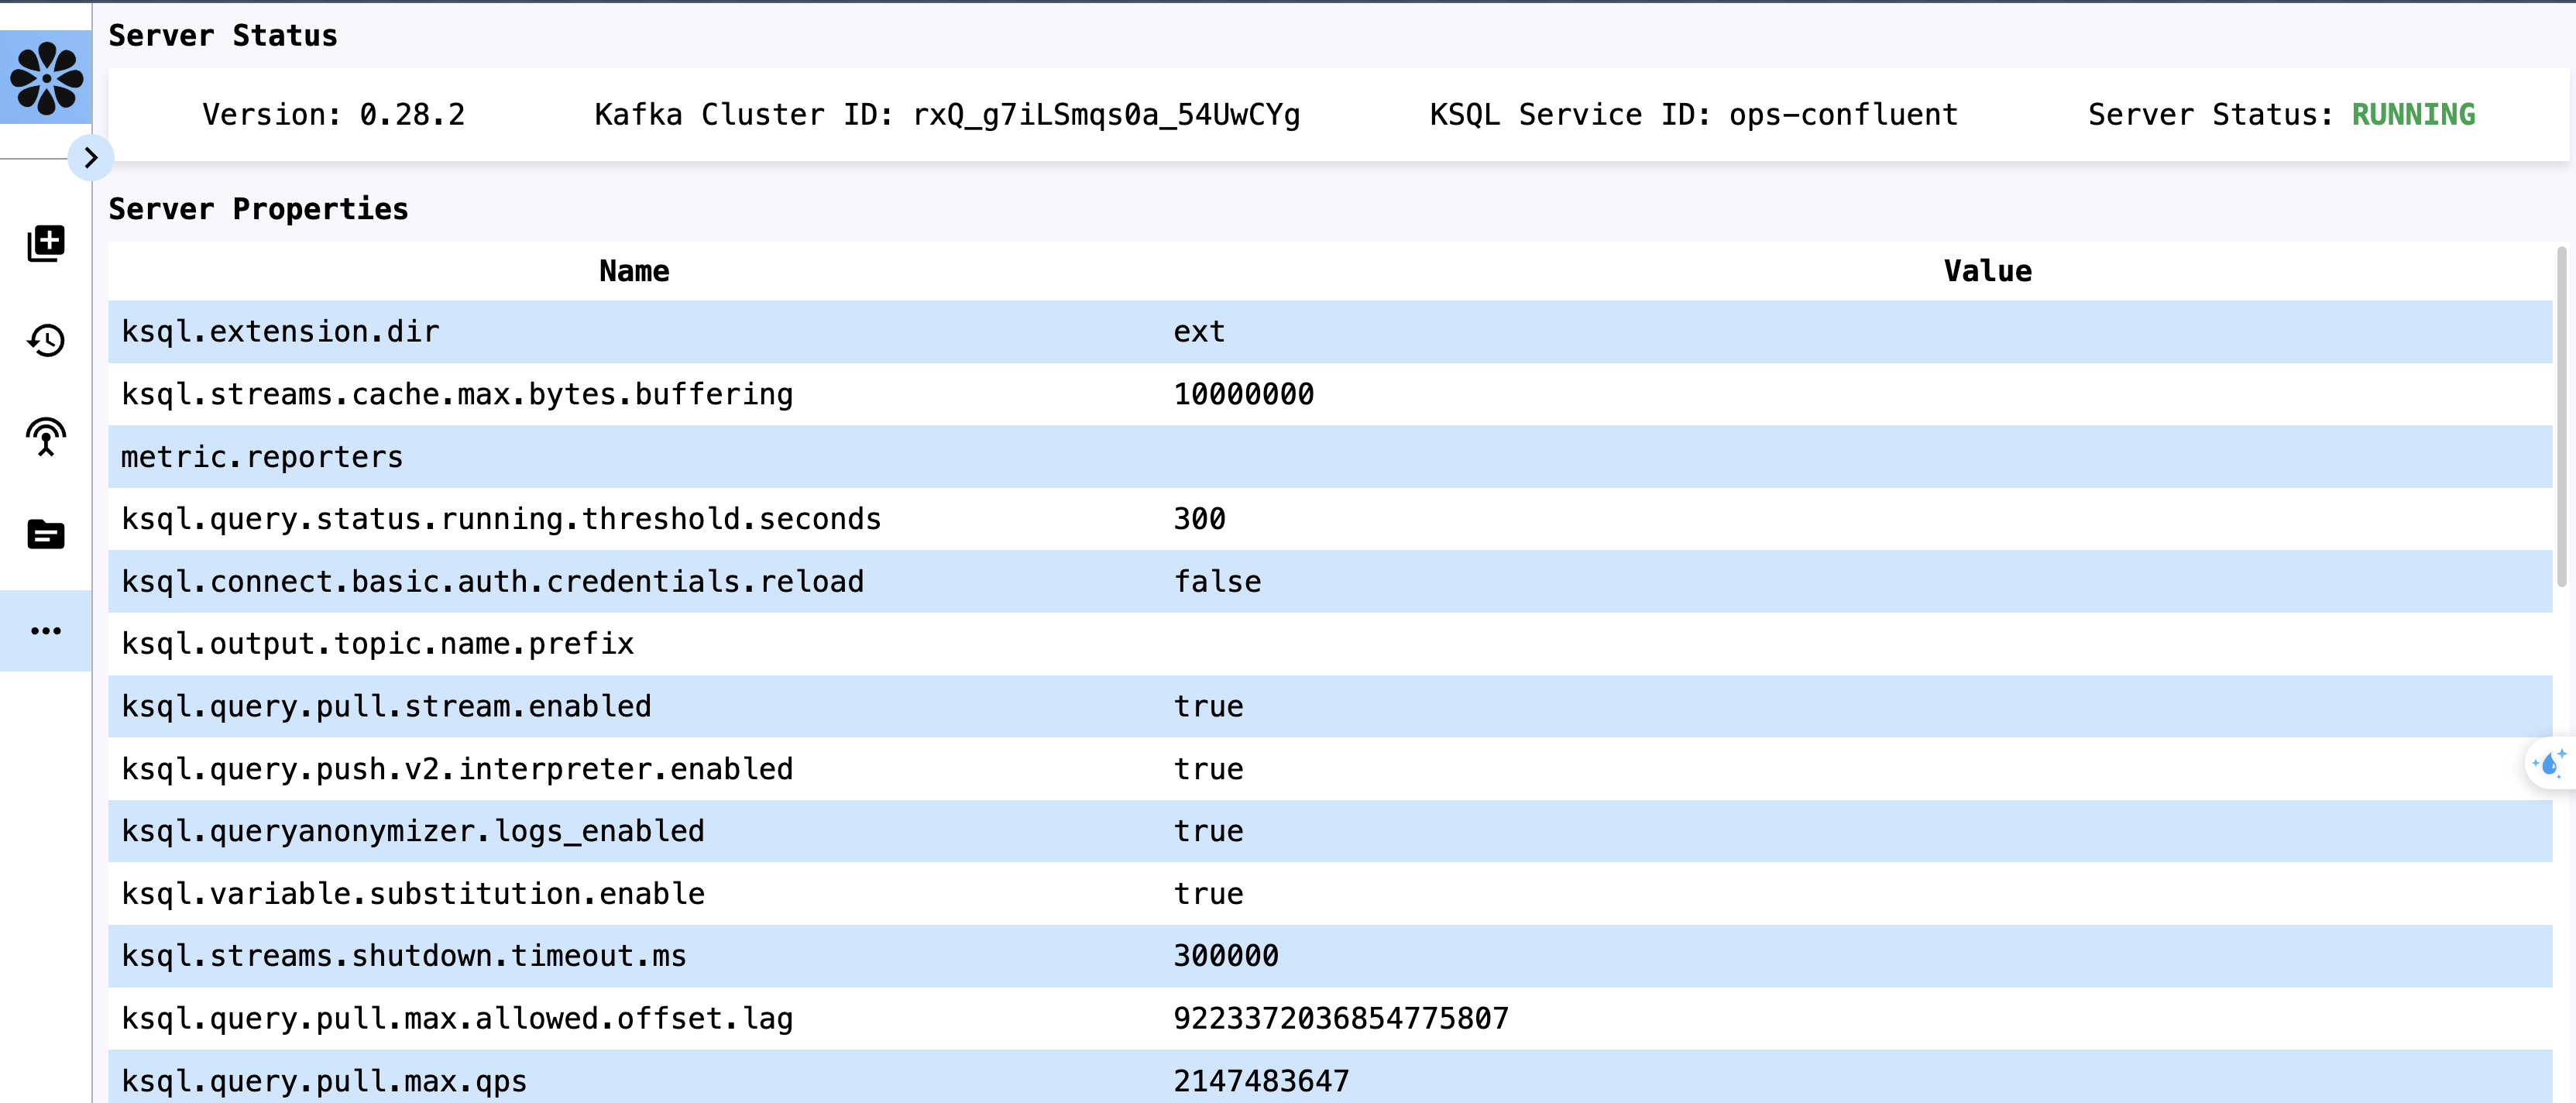 Server Status
Version: 0.28.2 Kafka Cluster ID: rxQ_g7iLSmqs0a_54UwCYg KSQL Service ID: ops-confluent Server Status: RUNNING
Server Properties
Name Value
ksql.extension.dir ext
ksql.streams.cache.max.bytes.buffering 10000000
metric.reporters
ksql.query.status.running.threshold.seconds 300
ksql.connect.basic.auth.credentials.reload false
ksql.output.topic.name.prefix
ksql.query.pull.stream.enabled true
ksql.query.push.v2.interpreter.enabled true
ksql.queryanonymizer.logs_enabled true
ksql.variable.substitution.enable true
ksql.streams.shutdown.timeout.ms 300000
ksql.query.pull.max.allowed.offset.lag 9223372036854775807
ksql.query.pull.max.qps 2147483647